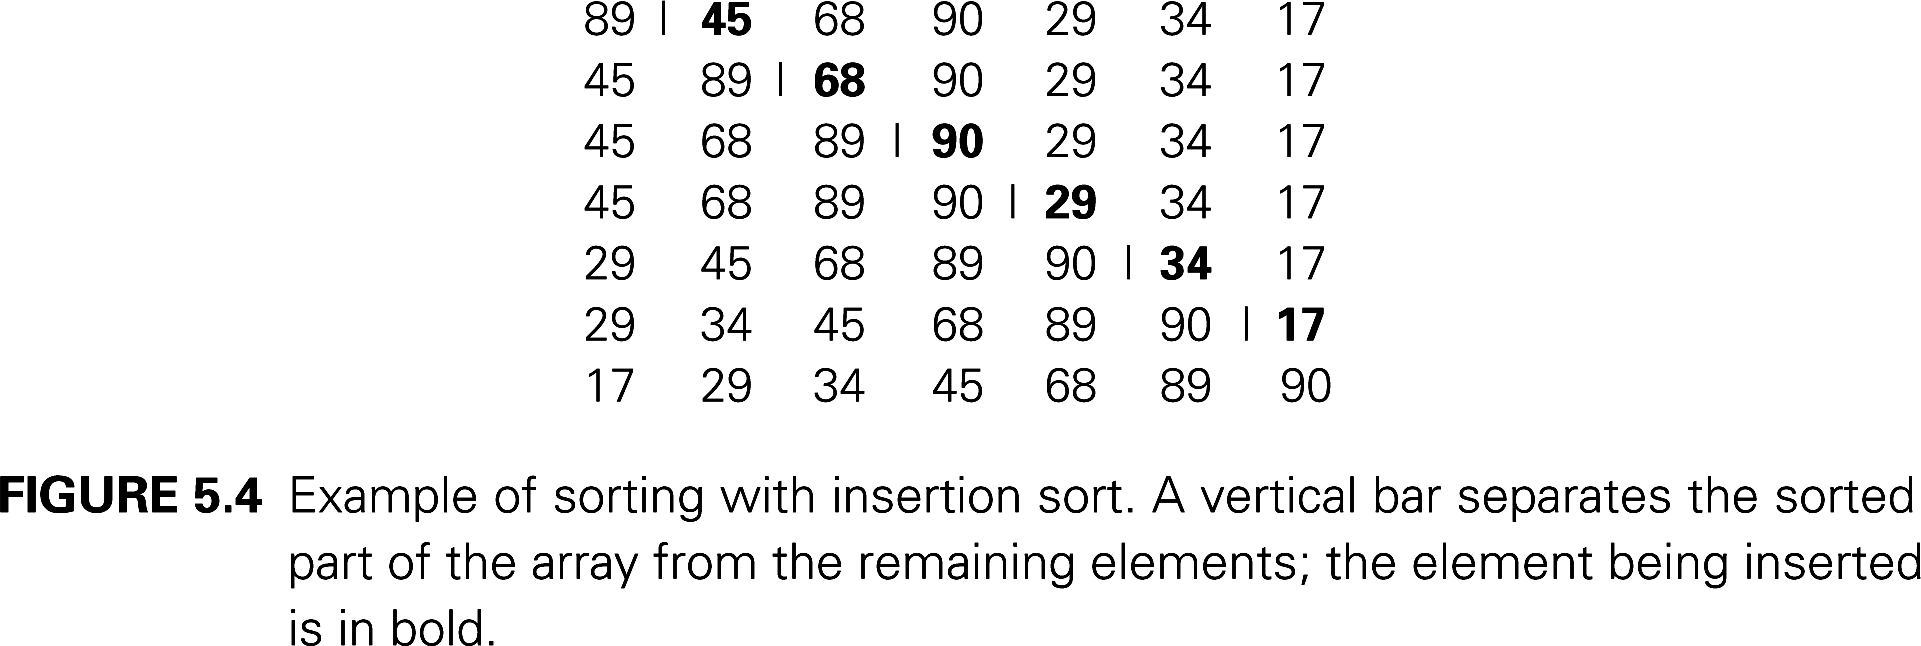 89 | 45 68 90 29 34 17
45 89 | 68 90 29 34 17
45 68 89 | 90 29 34 17
45 68 89 90 | 29 34 17
29 45 68 89 90 | 34 17
29 34 45 68 89 90 | 17
17 29 34 45 68 89 90
FIGURE 5.4 Example of sorting with insertion sort. A vertical bar separates the sorted
part of the array from the remaining elements; the element being inserted
is in bold.